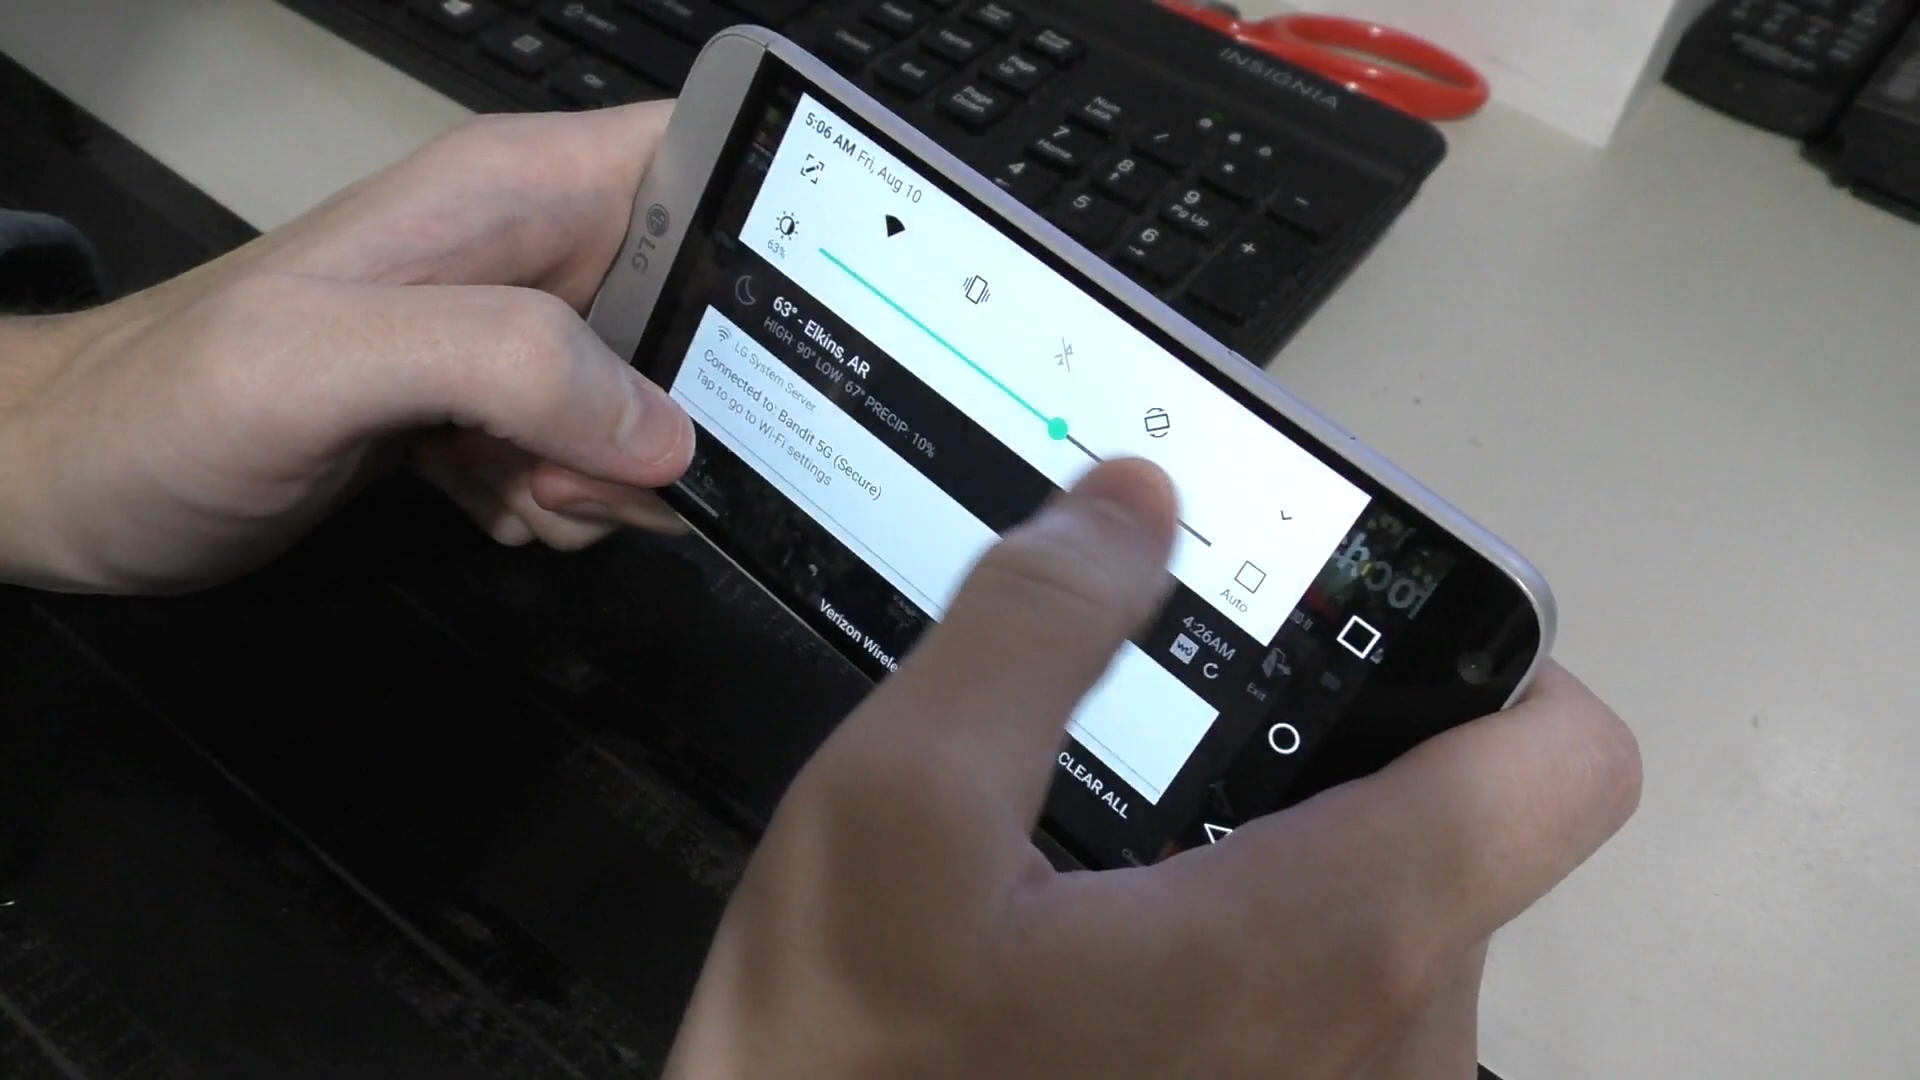 INSIGNIA
Home
End
Page
Up
Page
Down
Num
Lock
7
Home
8
9
Pg Up
4
5
6
/
*
-
+
LG
5:06 AM Fri, Aug 10
63%
Auto
63° - Elkins, AR
HIGH: 90° LOW: 67° PRECIP: 10%
4:26AM
LG System Server
Connected to: Bandit 5G (Secure)
Tap to go to Wi-Fi settings
CLEAR ALL
Verizon Wirele
Exit